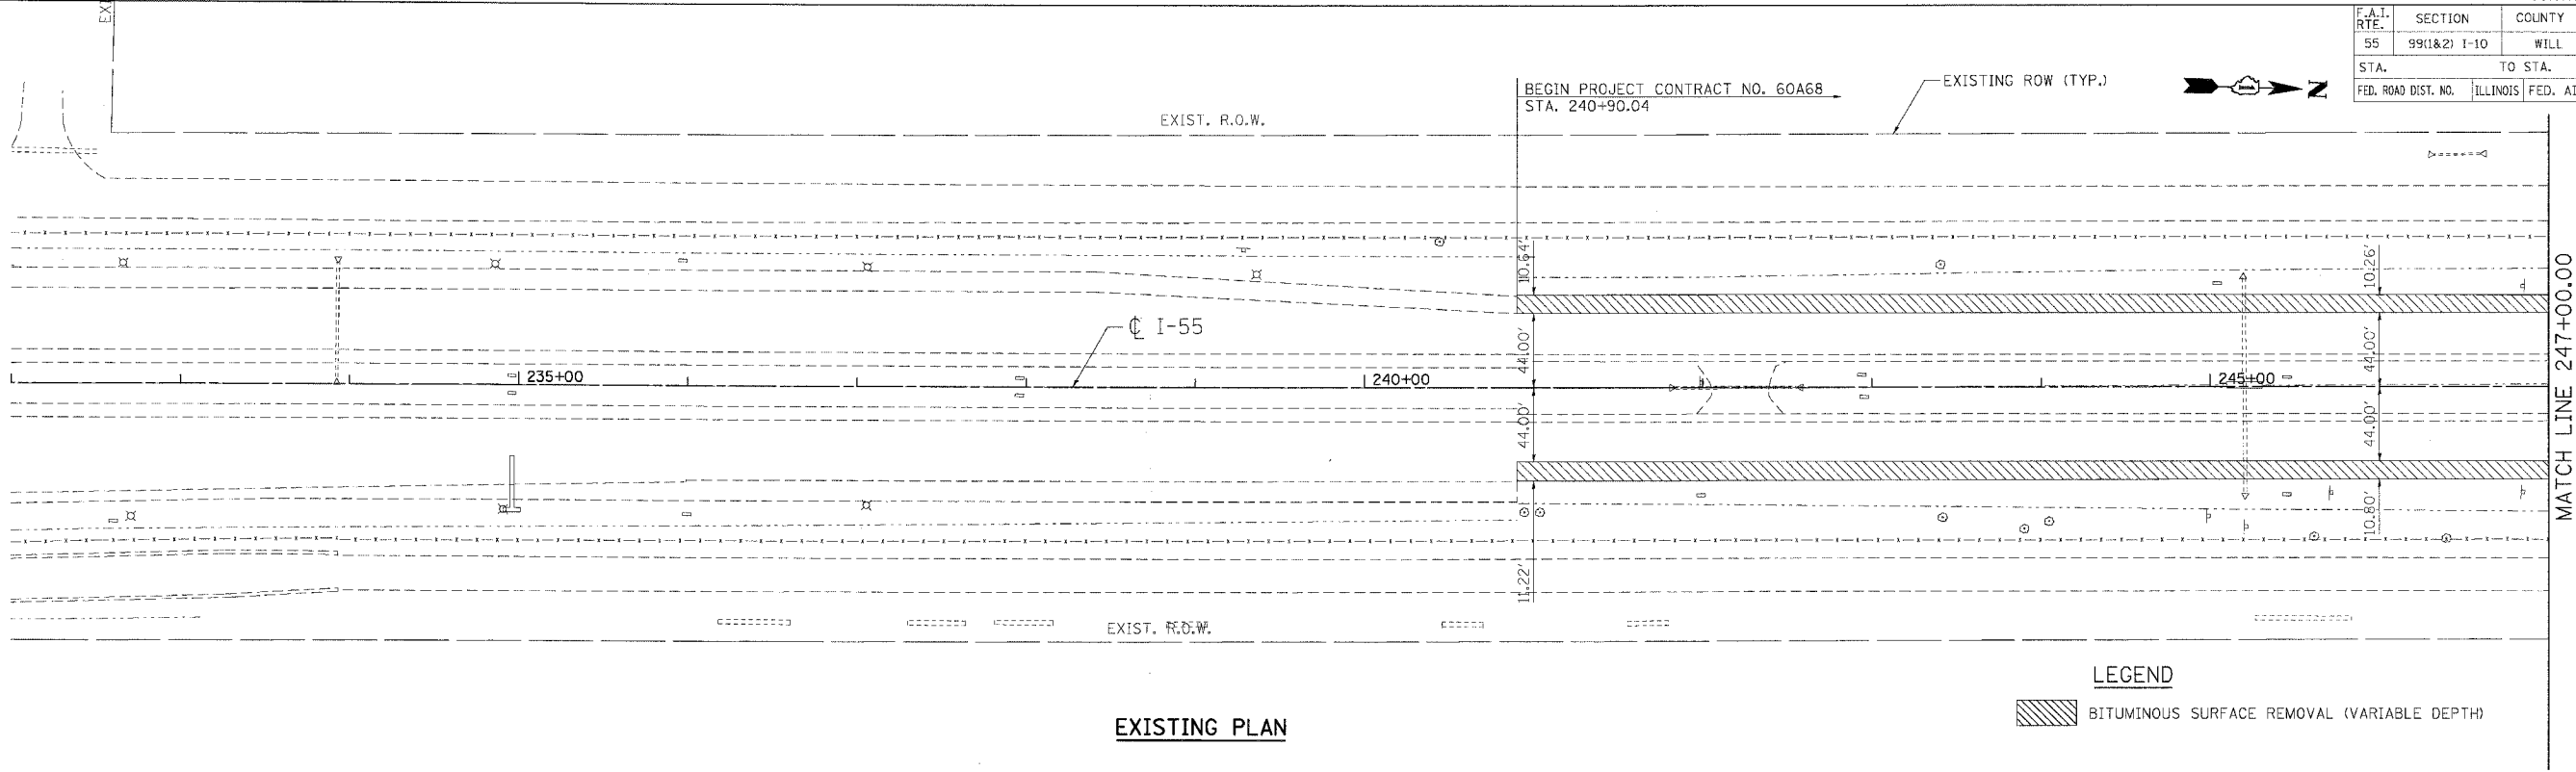 F.A.I. RTE. SECTION COUNTY
55 99(1&2) I-10 WILL
STA. TO STA.
FED. ROAD DIST. NO. ILLINOIS FED. AI
BEGIN PROJECT CONTRACT NO. 60A68
STA. 240+90.04
EXISTING ROW (TYP.)
N
EXIST. R.O.W.
EX
10.64'
10.26'
℄ I-55
44.00'
44.00'
235+00
240+00
245+00
44.00'
44.00'
MATCH LINE 247+00.00
11.22'
10.80'
EXIST. R.O.W.
LEGEND
BITUMINOUS SURFACE REMOVAL (VARIABLE DEPTH)
EXISTING PLAN